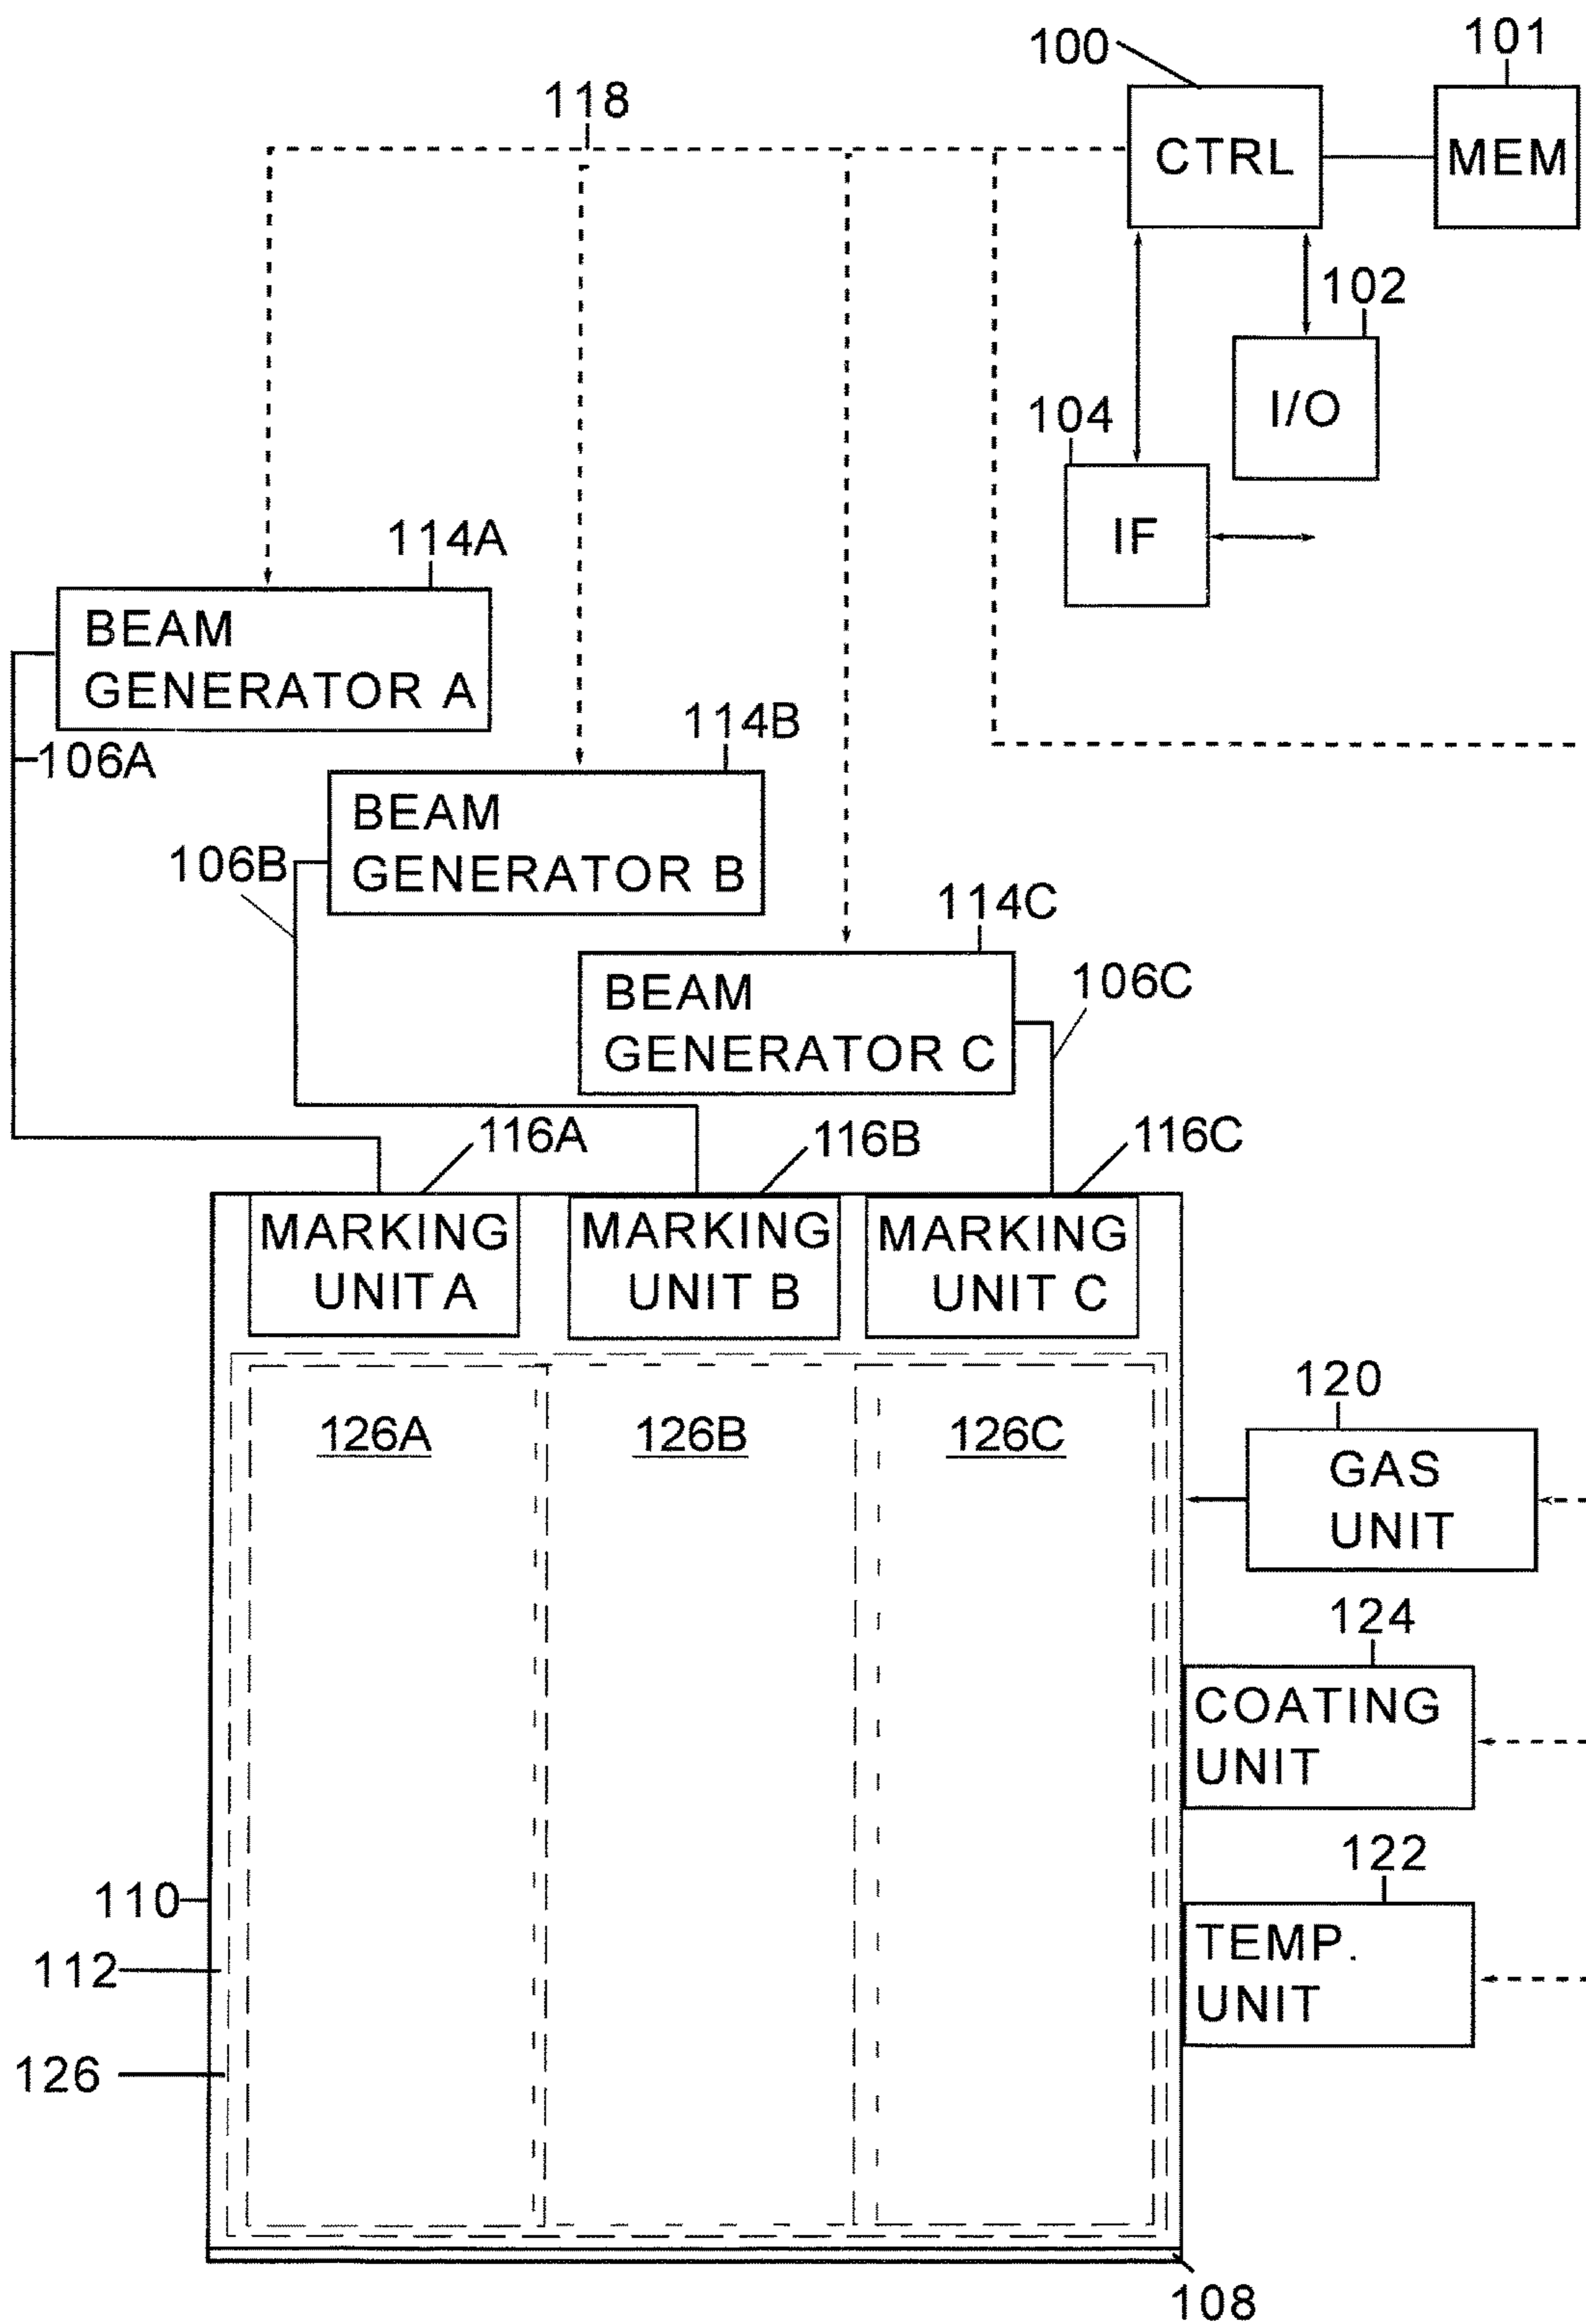 100
101
118
CTRL
MEM
102
104
I/O
IF
114A
BEAM
GENERATOR A
106A
114B
BEAM
GENERATOR B
106B
114C
BEAM
GENERATOR C
106C
116A
116B
116C
MARKING
UNIT A
MARKING
UNIT B
MARKING
UNIT C
126A
126B
126C
120
GAS
UNIT
124
COATING
UNIT
122
TEMP.
UNIT
110
112
126
108